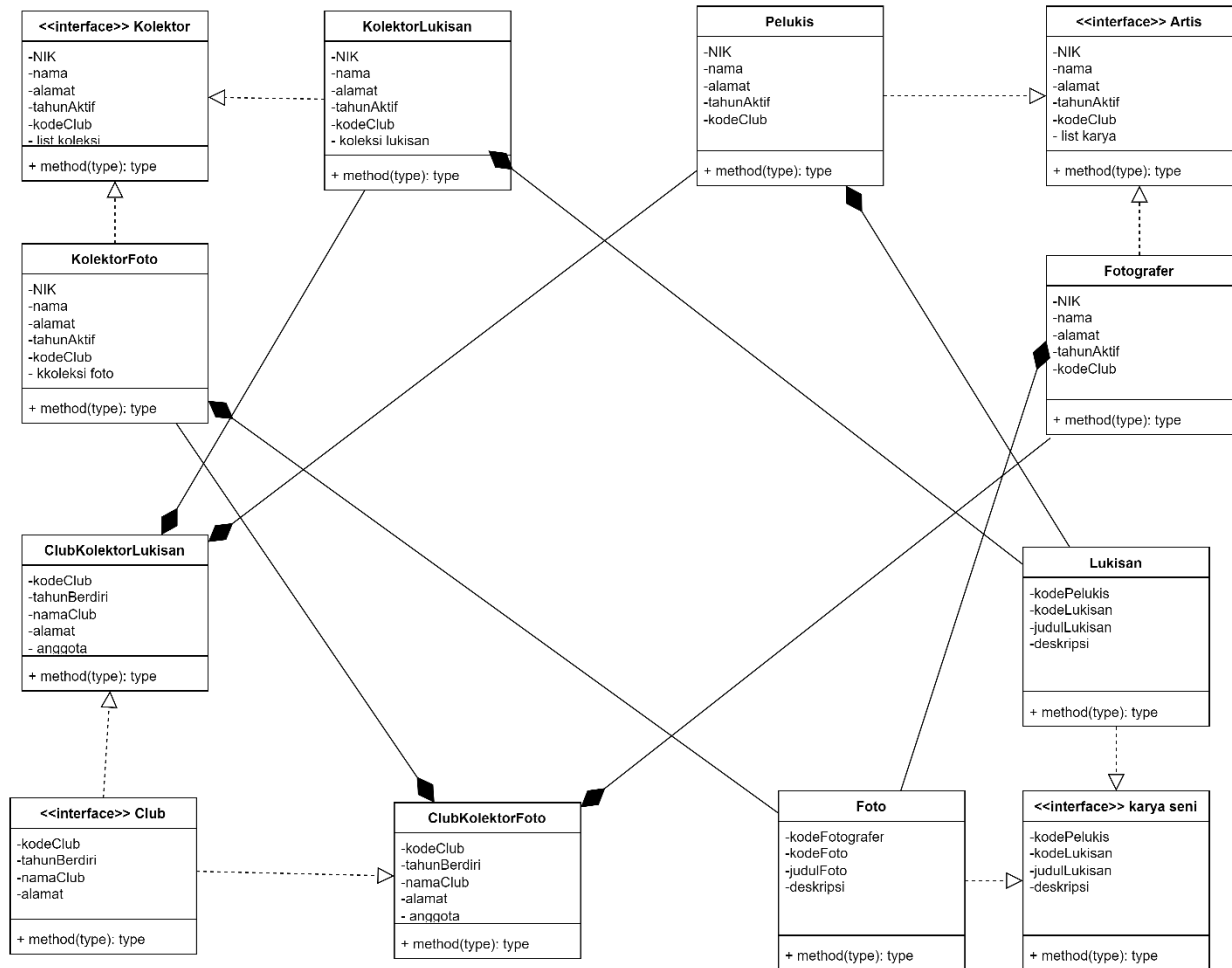 <<interface>> Kolektor
-NIK
-nama
-alamat
-tahunAktif
-kodeClub
- list koleksi
+ method(type): type
KolektorLukisan
-NIK
-nama
-alamat
-tahunAktif
-kodeClub
- koleksi lukisan
+ method(type): type
Pelukis
-NIK
-nama
-alamat
-tahunAktif
-kodeClub
+ method(type): type
<<interface>> Artis
-NIK
-nama
-alamat
-tahunAktif
-kodeClub
- list karya
+ method(type): type
KolektorFoto
-NIK
-nama
-alamat
-tahunAktif
-kodeClub
- kkoleksi foto
+ method(type): type
Fotografer
-NIK
-nama
-alamat
-tahunAktif
-kodeClub
+ method(type): type
ClubKolektorLukisan
-kodeClub
-tahunBerdiri
-namaClub
-alamat
- anggota
+ method(type): type
Lukisan
-kodePelukis
-kodeLukisan
-judulLukisan
-deskripsi
+ method(type): type
<<interface>> Club
-kodeClub
-tahunBerdiri
-namaClub
-alamat
+ method(type): type
ClubKolektorFoto
-kodeClub
-tahunBerdiri
-namaClub
-alamat
- anggota
+ method(type): type
Foto
-kodeFotografer
-kodeFoto
-judulFoto
-deskripsi
+ method(type): type
<<interface>> karya seni
-kodePelukis
-kodeLukisan
-judulLukisan
-deskripsi
+ method(type): type